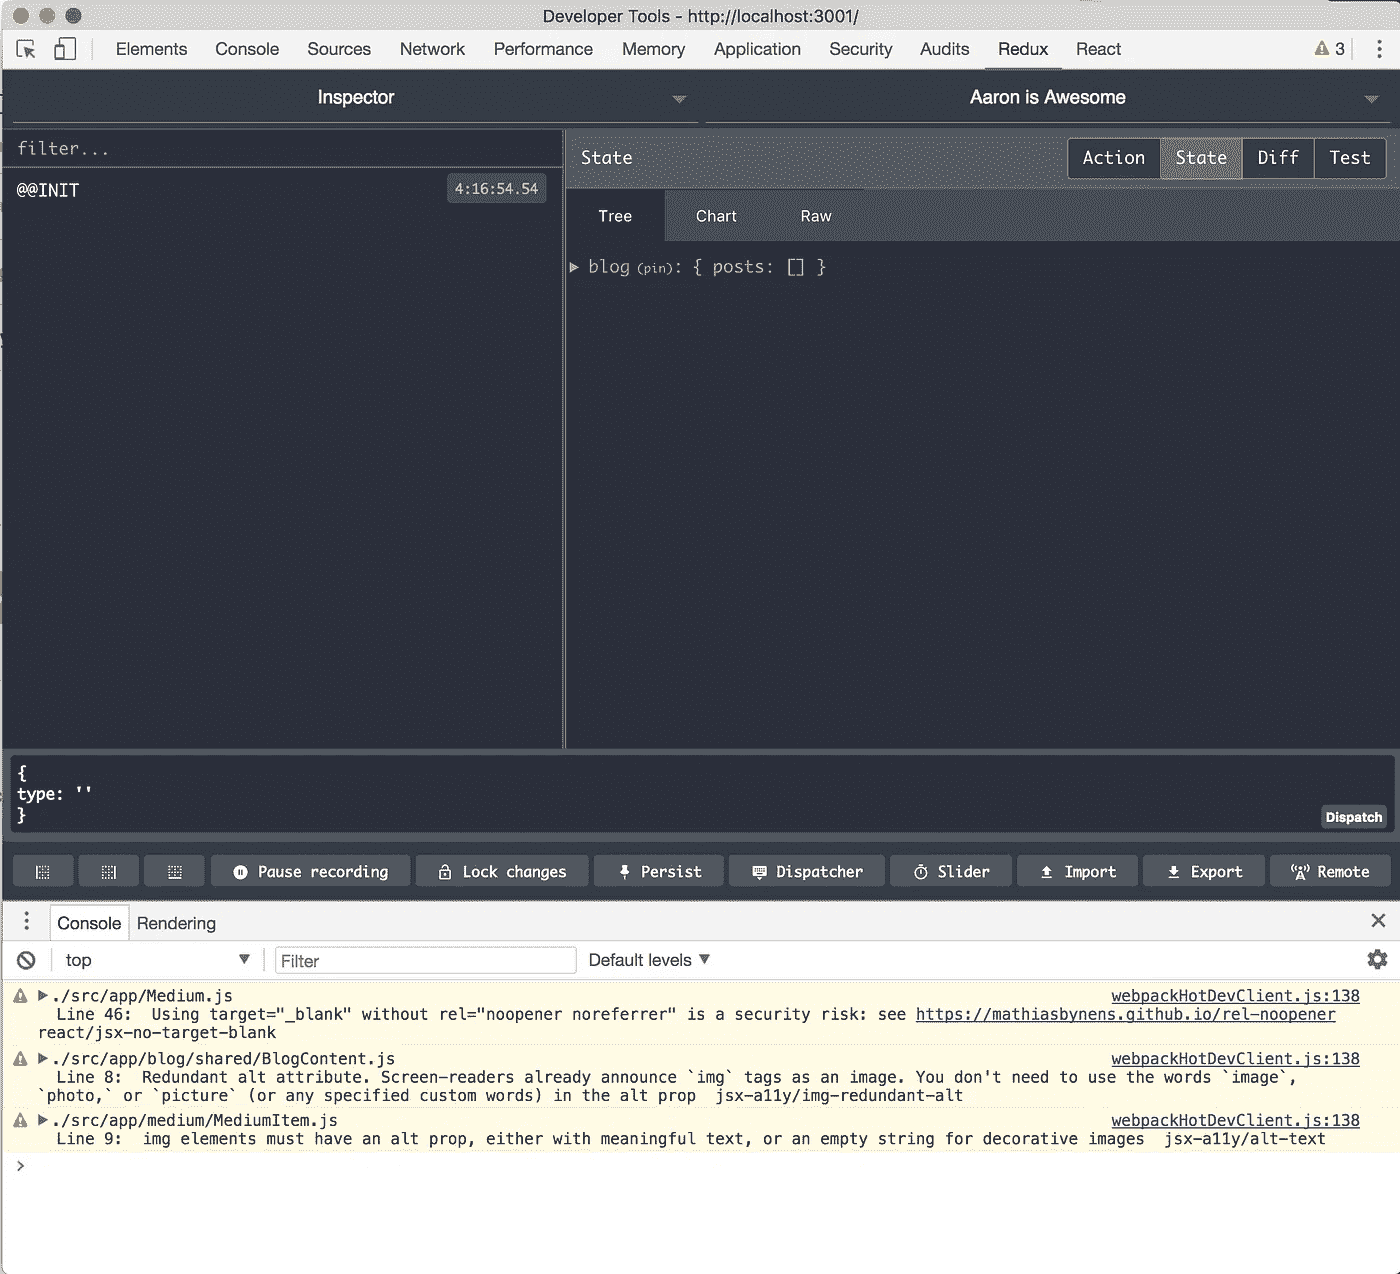 Developer Tools - http://localhost:3001/
Elements Console Sources Network Performance Memory Application Security Audits Redux React 3
Inspector Aaron is Awesome
filter...
State Action State Diff Test
@@INIT 4:16:54.54
Tree Chart Raw
blog (pin): { posts: [] }
{
type: ''
}
Dispatch
Pause recording Lock changes Persist Dispatcher Slider Import Export Remote
Console Rendering
top Filter Default levels
./src/app/Medium.js webpackHotDevClient.js:138
Line 46:  Using target="_blank" without rel="noopener noreferrer" is a security risk: see https://mathiasbynens.github.io/rel-noopener
react/jsx-no-target-blank
./src/app/blog/shared/BlogContent.js webpackHotDevClient.js:138
Line 8:  Redundant alt attribute. Screen-readers already announce `img` tags as an image. You don't need to use the words `image`,
`photo,` or `picture` (or any specified custom words) in the alt prop  jsx-a11y/img-redundant-alt
./src/app/medium/MediumItem.js webpackHotDevClient.js:138
Line 9:  img elements must have an alt prop, either with meaningful text, or an empty string for decorative images  jsx-a11y/alt-text
>